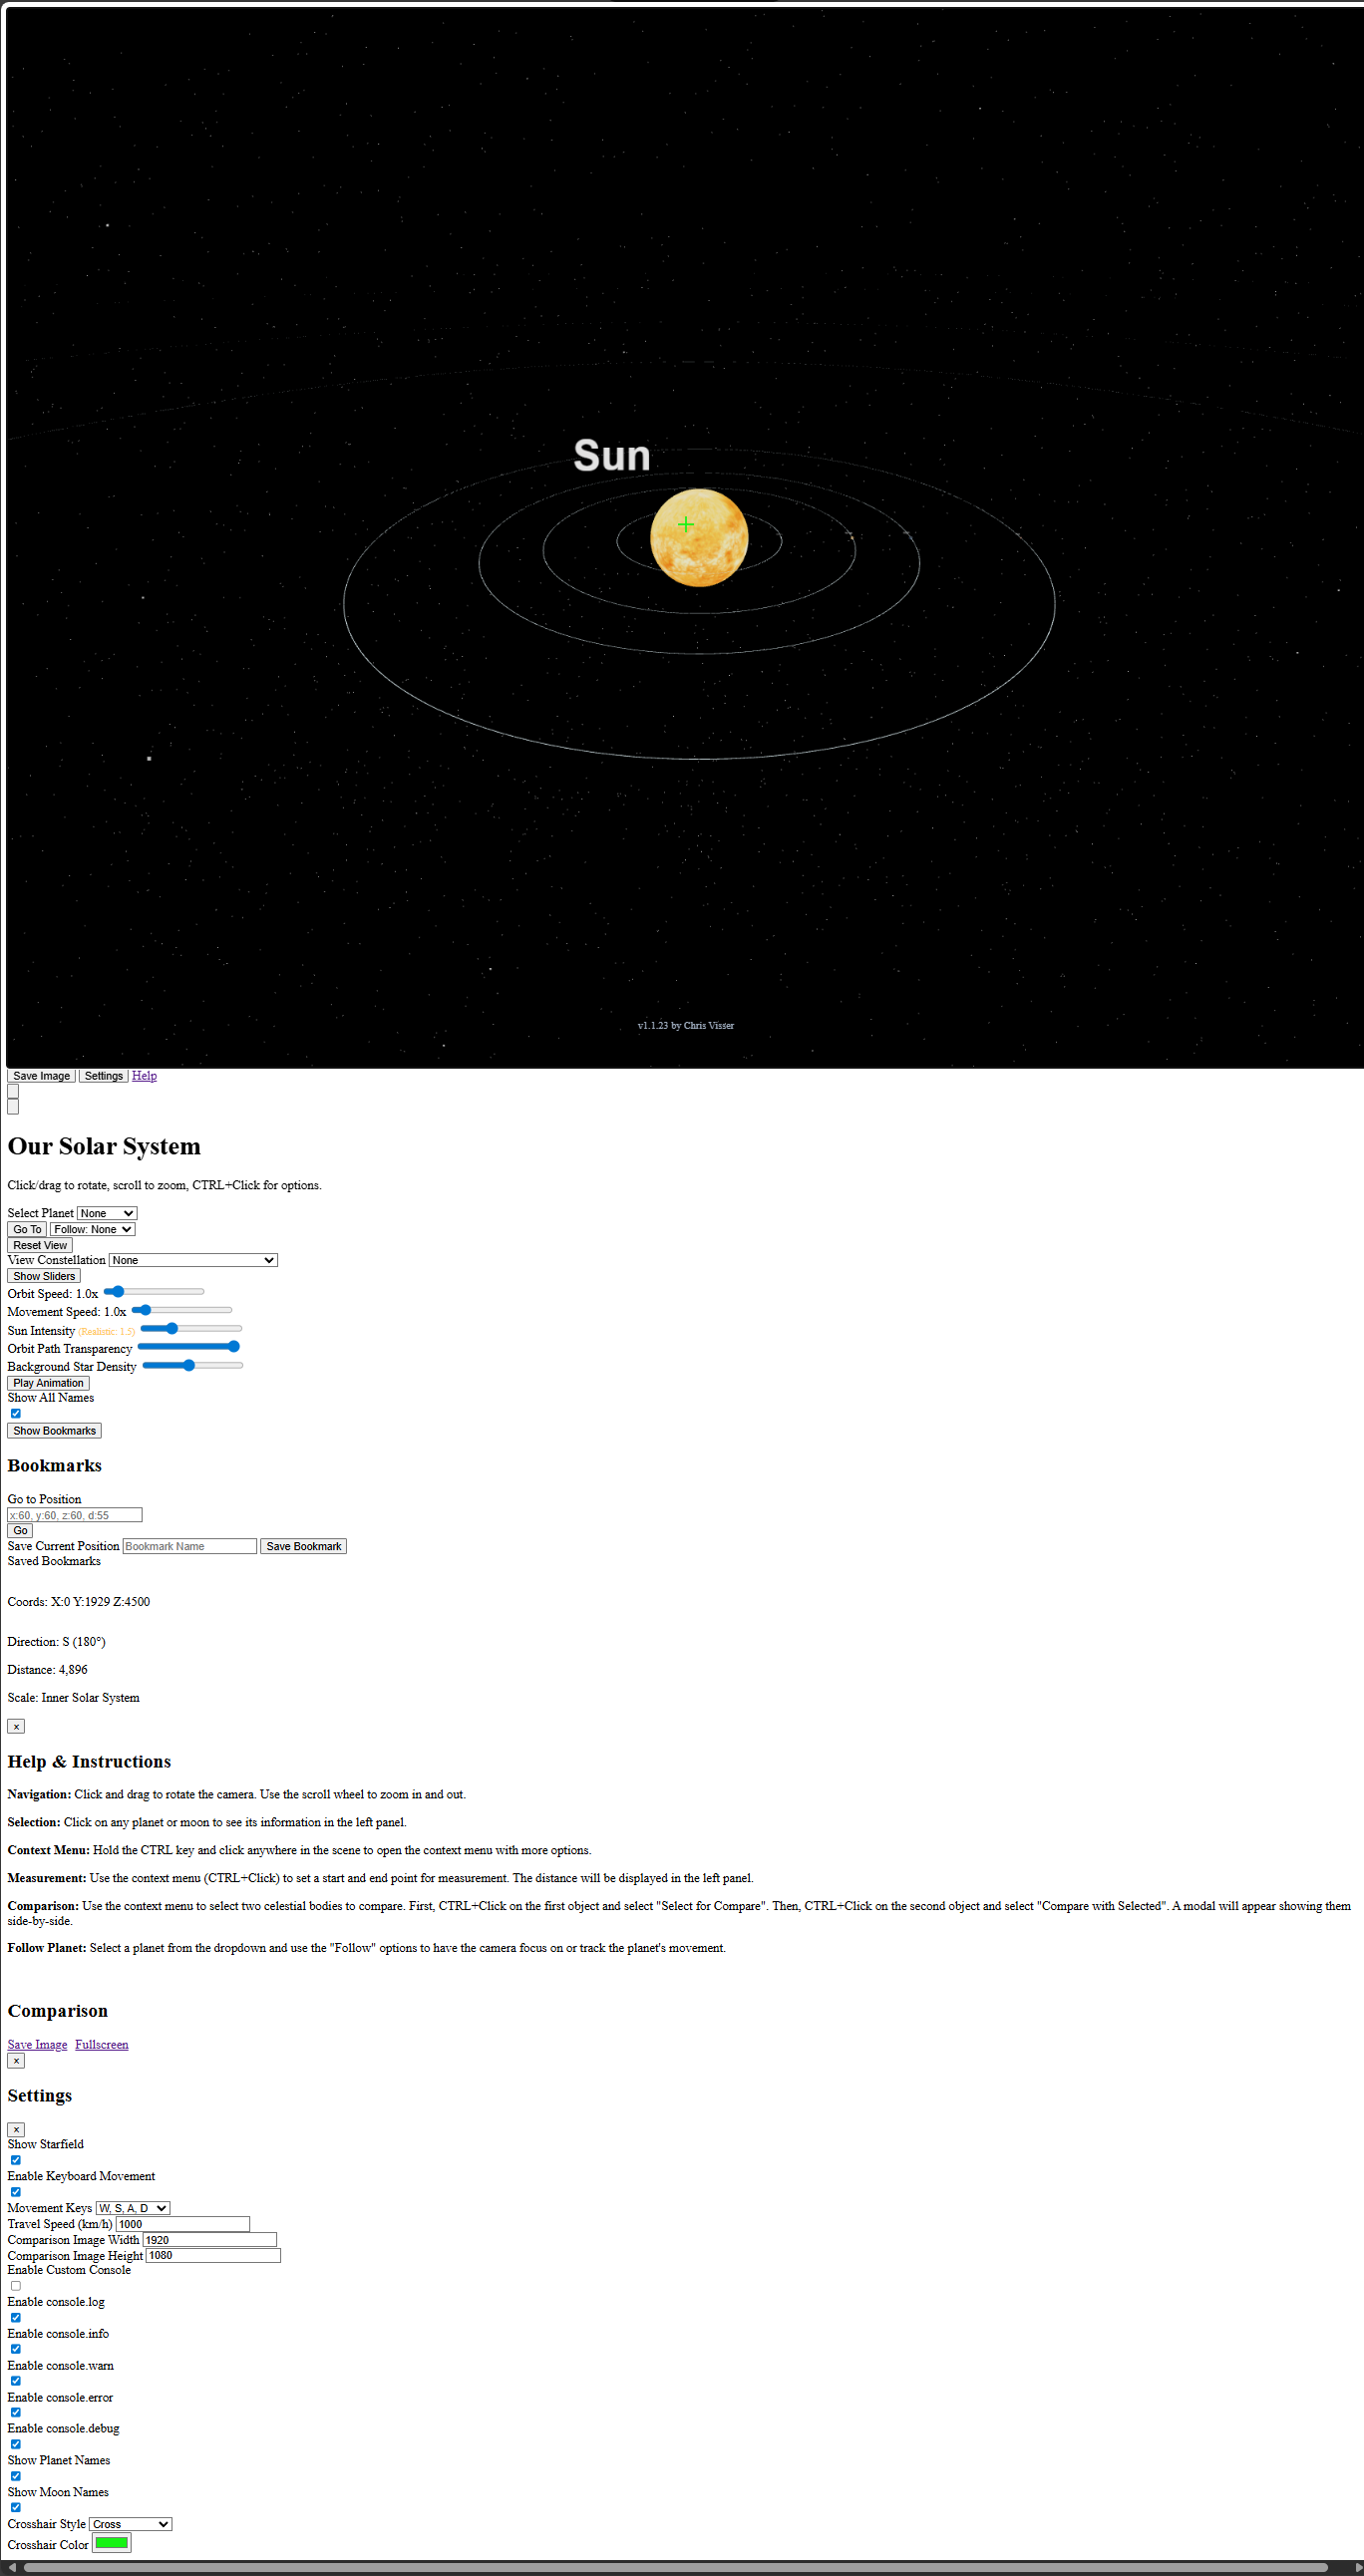 Sun
v1.1.23 by Chris Visser
Save Image Settings Help
Our Solar System
Click/drag to rotate, scroll to zoom, CTRL+Click for options.
Select Planet None
Go To Follow: None
Reset View
View Constellation None
Show Sliders
Orbit Speed: 1.0x
Movement Speed: 1.0x
Sun Intensity (Realistic: 1.5)
Orbit Path Transparency
Background Star Density
Play Animation
Show All Names
Show Bookmarks
Bookmarks
Go to Position
x:60, y:60, z:60, d:55
Go
Save Current Position Bookmark Name Save Bookmark
Saved Bookmarks
Coords: X:0 Y:1929 Z:4500
Direction: S (180°)
Distance: 4,896
Scale: Inner Solar System
×
Help & Instructions
Navigation: Click and drag to rotate the camera. Use the scroll wheel to zoom in and out.
Selection: Click on any planet or moon to see its information in the left panel.
Context Menu: Hold the CTRL key and click anywhere in the scene to open the context menu with more options.
Measurement: Use the context menu (CTRL+Click) to set a start and end point for measurement. The distance will be displayed in the left panel.
Comparison: Use the context menu to select two celestial bodies to compare. First, CTRL+Click on the first object and select "Select for Compare". Then, CTRL+Click on the second object and select "Compare with Selected". A modal will appear showing them
side-by-side.
Follow Planet: Select a planet from the dropdown and use the "Follow" options to have the camera focus on or track the planet's movement.
Comparison
Save Image Fullscreen
×
Settings
×
Show Starfield
Enable Keyboard Movement
Movement Keys W, S, A, D
Travel Speed (km/h) 1000
Comparison Image Width 1920
Comparison Image Height 1080
Enable Custom Console
Enable console.log
Enable console.info
Enable console.warn
Enable console.error
Enable console.debug
Show Planet Names
Show Moon Names
Crosshair Style Cross
Crosshair Color